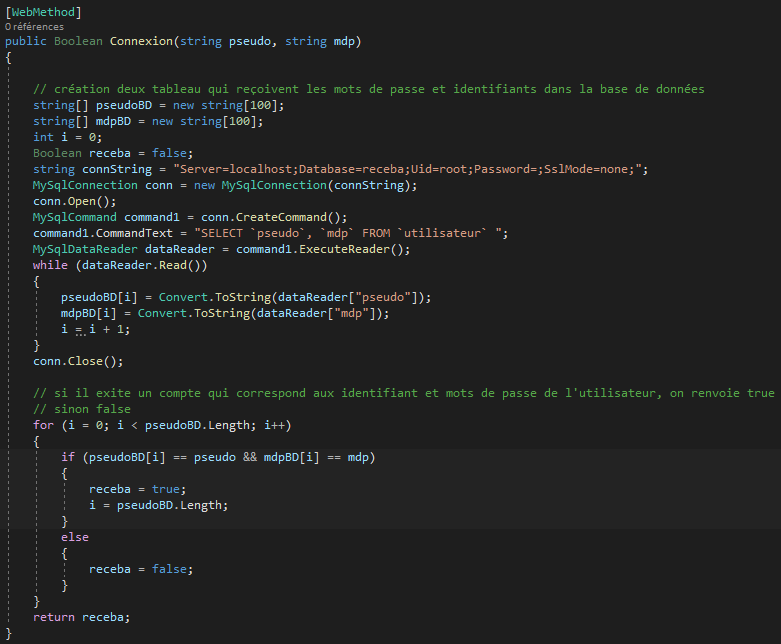 [WebMethod]
0 références
public Boolean Connexion(string pseudo, string mdp)
{
// création deux tableau qui reçoivent les mots de passe et identifiants dans la base de données
string[] pseudoBD = new string[100];
string[] mdpBD = new string[100];
int i = 0;
Boolean receba = false;
string connString = "Server=localhost;Database=receba;Uid=root;Password=;SslMode=none;";
MySqlConnection conn = new MySqlConnection(connString);
conn.Open();
MySqlCommand command1 = conn.CreateCommand();
command1.CommandText = "SELECT `pseudo`, `mdp` FROM `utilisateur` ";
MySqlDataReader dataReader = command1.ExecuteReader();
while (dataReader.Read())
{
pseudoBD[i] = Convert.ToString(dataReader["pseudo"]);
mdpBD[i] = Convert.ToString(dataReader["mdp"]);
i = i + 1;
}
conn.Close();
// si il exite un compte qui correspond aux identifiant et mots de passe de l'utilisateur, on renvoie true
// sinon false
for (i = 0; i < pseudoBD.Length; i++)
{
if (pseudoBD[i] == pseudo && mdpBD[i] == mdp)
{
receba = true;
i = pseudoBD.Length;
}
else
{
receba = false;
}
}
return receba;
}